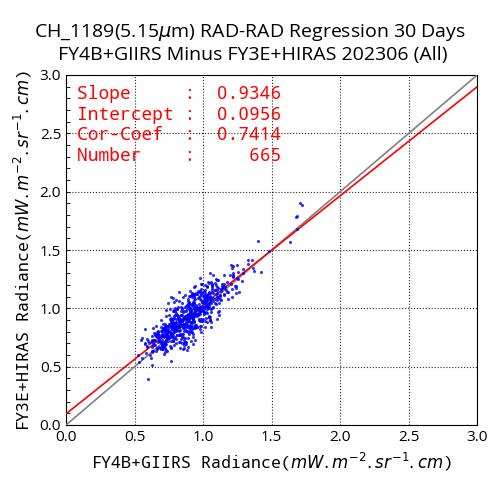 CH_1189(5.15μm) RAD-RAD Regression 30 Days
FY4B+GIIRS Minus FY3E+HIRAS 202306 (All)
Slope : 0.9346
Intercept : 0.0956
Cor-Coef : 0.7414
Number : 665
3.0
2.5
2.0
1.5
1.0
0.5
0.0
FY3E+HIRAS Radiance(mW.m⁻².sr⁻¹.cm)
0.0 0.5 1.0 1.5 2.0 2.5 3.0
FY4B+GIIRS Radiance(mW.m⁻².sr⁻¹.cm)